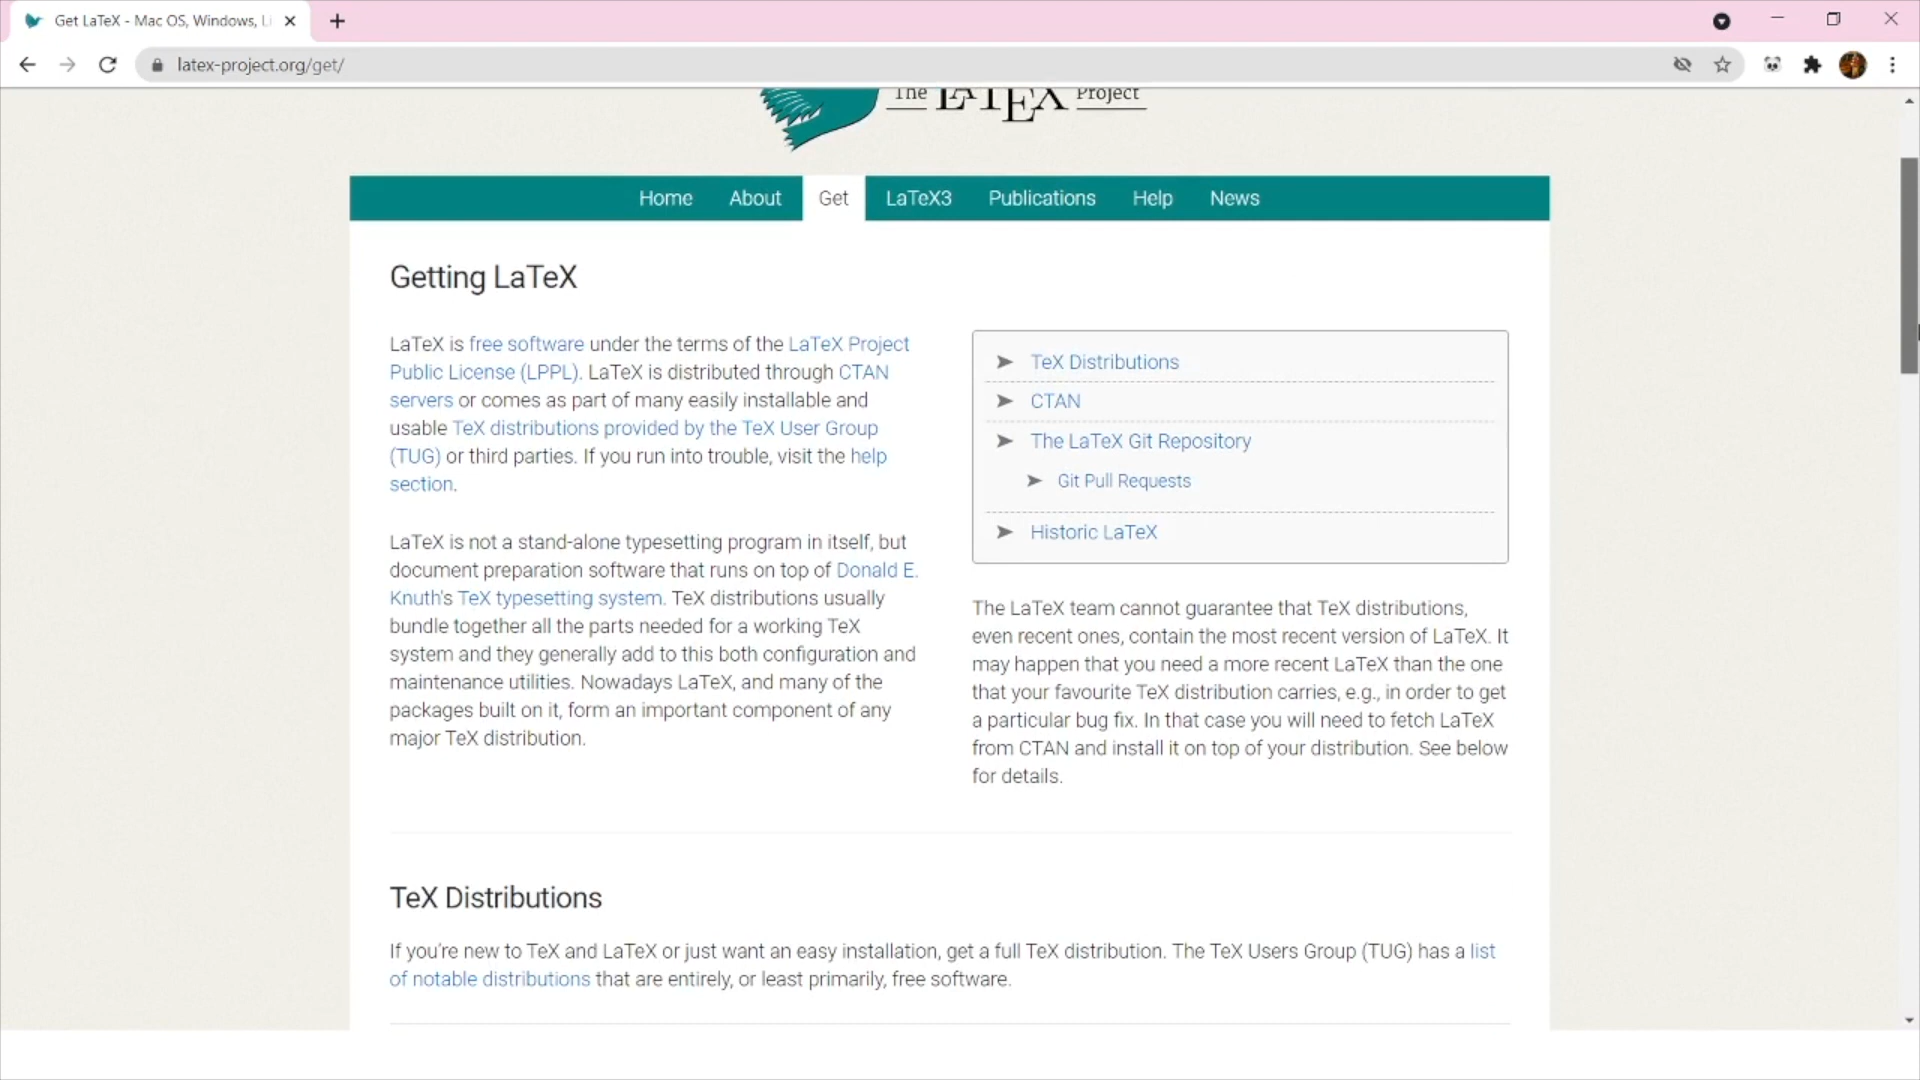 Get LaTeX - Mac OS, Windows, Li
latex-project.org/get/
The LATEX Project
Home About Get LaTeX3 Publications Help News
Getting LaTeX
LaTeX is free software under the terms of the LaTeX Project
Public License (LPPL). LaTeX is distributed through CTAN
servers or comes as part of many easily installable and
usable TeX distributions provided by the TeX User Group
(TUG) or third parties. If you run into trouble, visit the help
section.
LaTeX is not a stand-alone typesetting program in itself, but
document preparation software that runs on top of Donald E.
Knuth's TeX typesetting system. TeX distributions usually
bundle together all the parts needed for a working TeX
system and they generally add to this both configuration and
maintenance utilities. Nowadays LaTeX, and many of the
packages built on it, form an important component of any
major TeX distribution.
TeX Distributions
CTAN
The LaTeX Git Repository
Git Pull Requests
Historic LaTeX
The LaTeX team cannot guarantee that TeX distributions,
even recent ones, contain the most recent version of LaTeX. It
may happen that you need a more recent LaTeX than the one
that your favourite TeX distribution carries, e.g., in order to get
a particular bug fix. In that case you will need to fetch LaTeX
from CTAN and install it on top of your distribution. See below
for details.
TeX Distributions
If you're new to TeX and LaTeX or just want an easy installation, get a full TeX distribution. The TeX Users Group (TUG) has a list
of notable distributions that are entirely, or least primarily, free software.